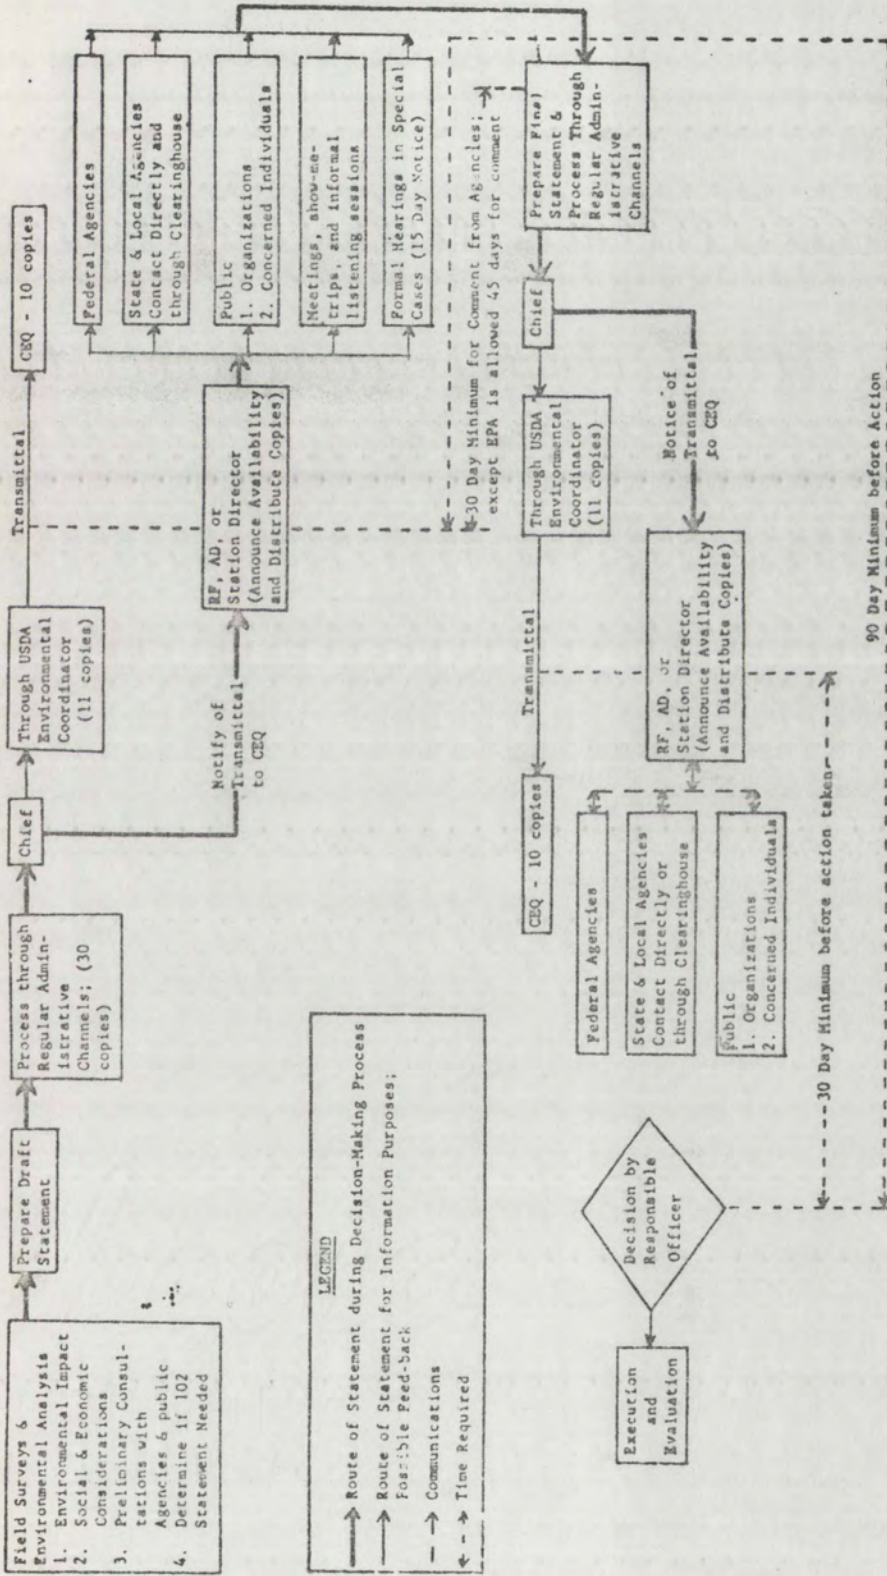 Field Surveys &
Environmental Analysis
1. Environmental Impact
2. Social & Economic
Considerations
3. Preliminary Consul-
tations with
Agencies & public
4. Determine if 102
Statement Needed
Prepare Draft
Statement
Process through
Regular Admin-
istrative
Channels; (30
copies)
Chief
Through USDA
Environmental
Coordinator
(11 copies)
Transmittal
CEQ - 10 copies
Notify of
Transmittal
to CEQ
RF, AD, or
Station Director
(Announce Availability
and Distribute Copies)
Federal Agencies
State & Local Agencies
Contact Directly and
through Clearinghouse
Public
1. Organizations
2. Concerned Individuals
Meetings, show-me-
trips, and informal
listening sessions
Formal Hearings in Special
Cases (15 Day Notice)
30 Day Minimum for Comment from Agencies;
except EPA is allowed 45 days for comment
Prepare Final
Statement &
Process Through
Regular Admin-
istrative
Channels
Chief
Through USDA
Environmental
Coordinator
(11 copies)
Transmittal
CEQ - 10 copies
Notice of
Transmittal
to CEQ
RF, AD, or
Station Director
(Announce Availability
and Distribute Copies)
Federal Agencies
State & Local Agencies
Contact Directly or
through Clearinghouse
Public
1. Organizations
2. Concerned Individuals
30 Day Minimum before action taken
90 Day Minimum before Action
Decision by
Responsible
Officer
Execution
and
Evaluation
LEGEND
Route of Statement during Decision-Making Process
Route of Statement for Information Purposes;
Possible Feed-back
Communications
Time Required